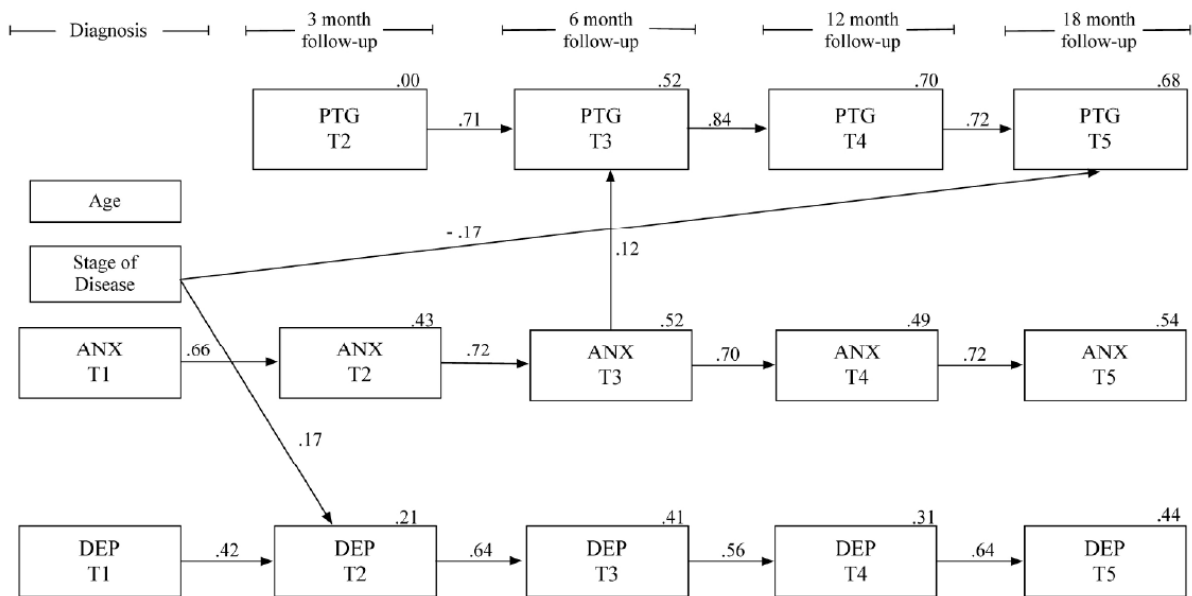 Diagnosis
3 month
follow-up
6 month
follow-up
12 month
follow-up
18 month
follow-up
.00
.52
.70
.68
PTG
T2
.71
PTG
T3
.84
PTG
T4
.72
PTG
T5
Age
- .17
.12
Stage of
Disease
.43
.52
.49
.54
ANX
T1
.66
ANX
T2
.72
ANX
T3
.70
ANX
T4
.72
ANX
T5
.17
.21
.41
.31
.44
DEP
T1
.42
DEP
T2
.64
DEP
T3
.56
DEP
T4
.64
DEP
T5